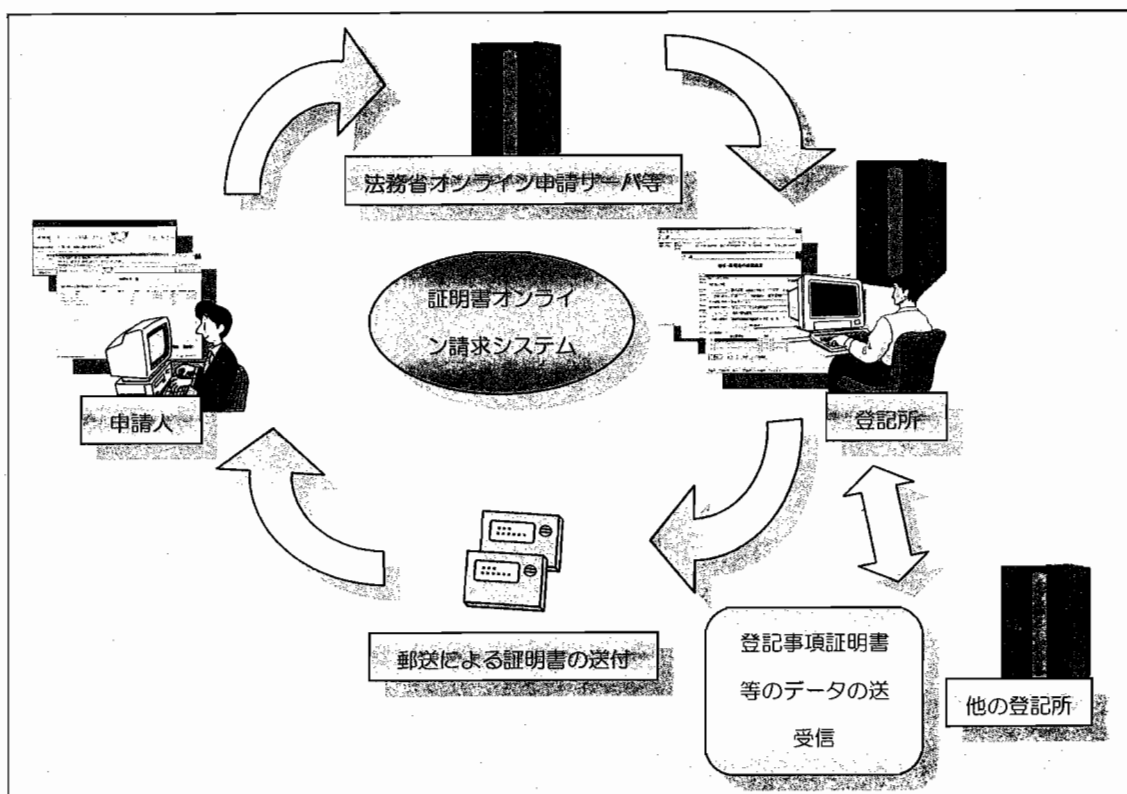 法務省オンライン申請サーバ等
証明書オンライ
ン請求システム
申請人
登記所
郵送による証明書の送付
登記事項証明書
等のデータの送
受信
他の登記所